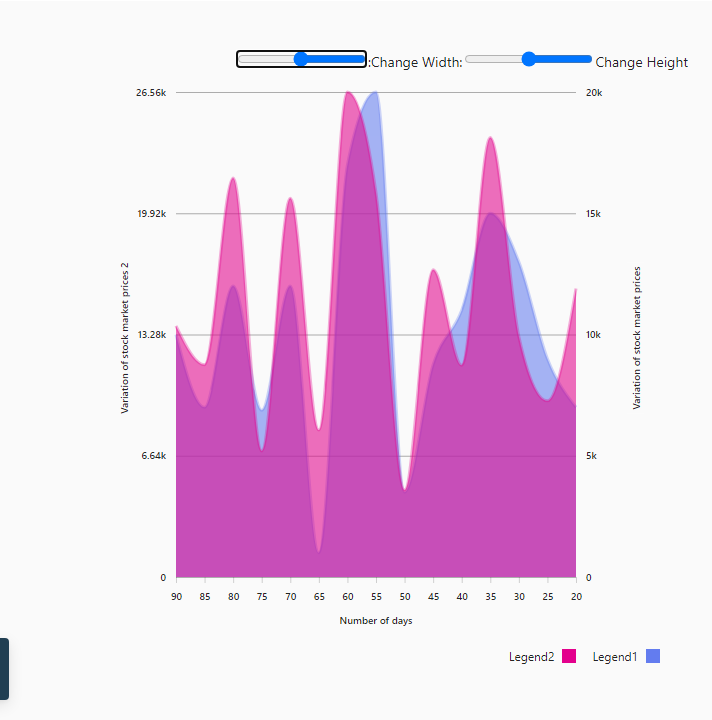 :Change Width: Change Height
26.56k
20k
19.92k
15k
13.28k
10k
6.64k
5k
0
0
Variation of stock market prices 2
Variation of stock market prices
90 85 80 75 70 65 60 55 50 45 40 35 30 25 20
Number of days
Legend2 Legend1